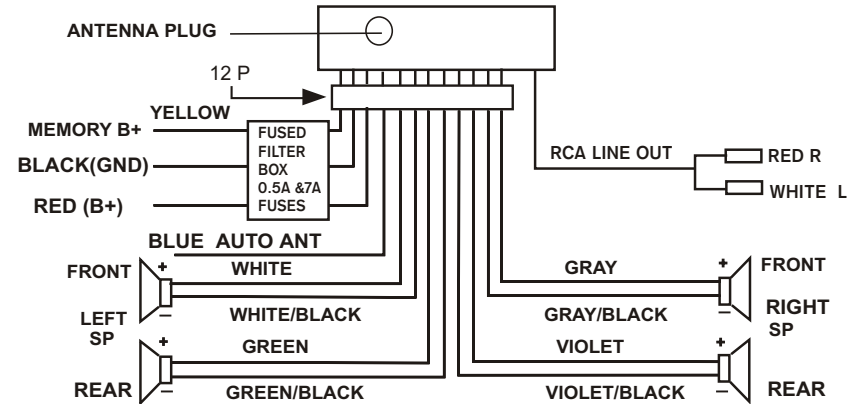 ANTENNA PLUG
12 P
YELLOW
MEMORY B+
BLACK(GND)
RED (B+)
FUSED
FILTER
BOX
0.5A &7A
FUSES
RCA LINE OUT
RED R
WHITE L
BLUE AUTO ANT
FRONT
+
WHITE
–
WHITE/BLACK
LEFT
SP
+
GREEN
REAR
–
GREEN/BLACK
GRAY
+
FRONT
GRAY/BLACK
–
RIGHT
SP
VIOLET
+
VIOLET/BLACK
–
REAR